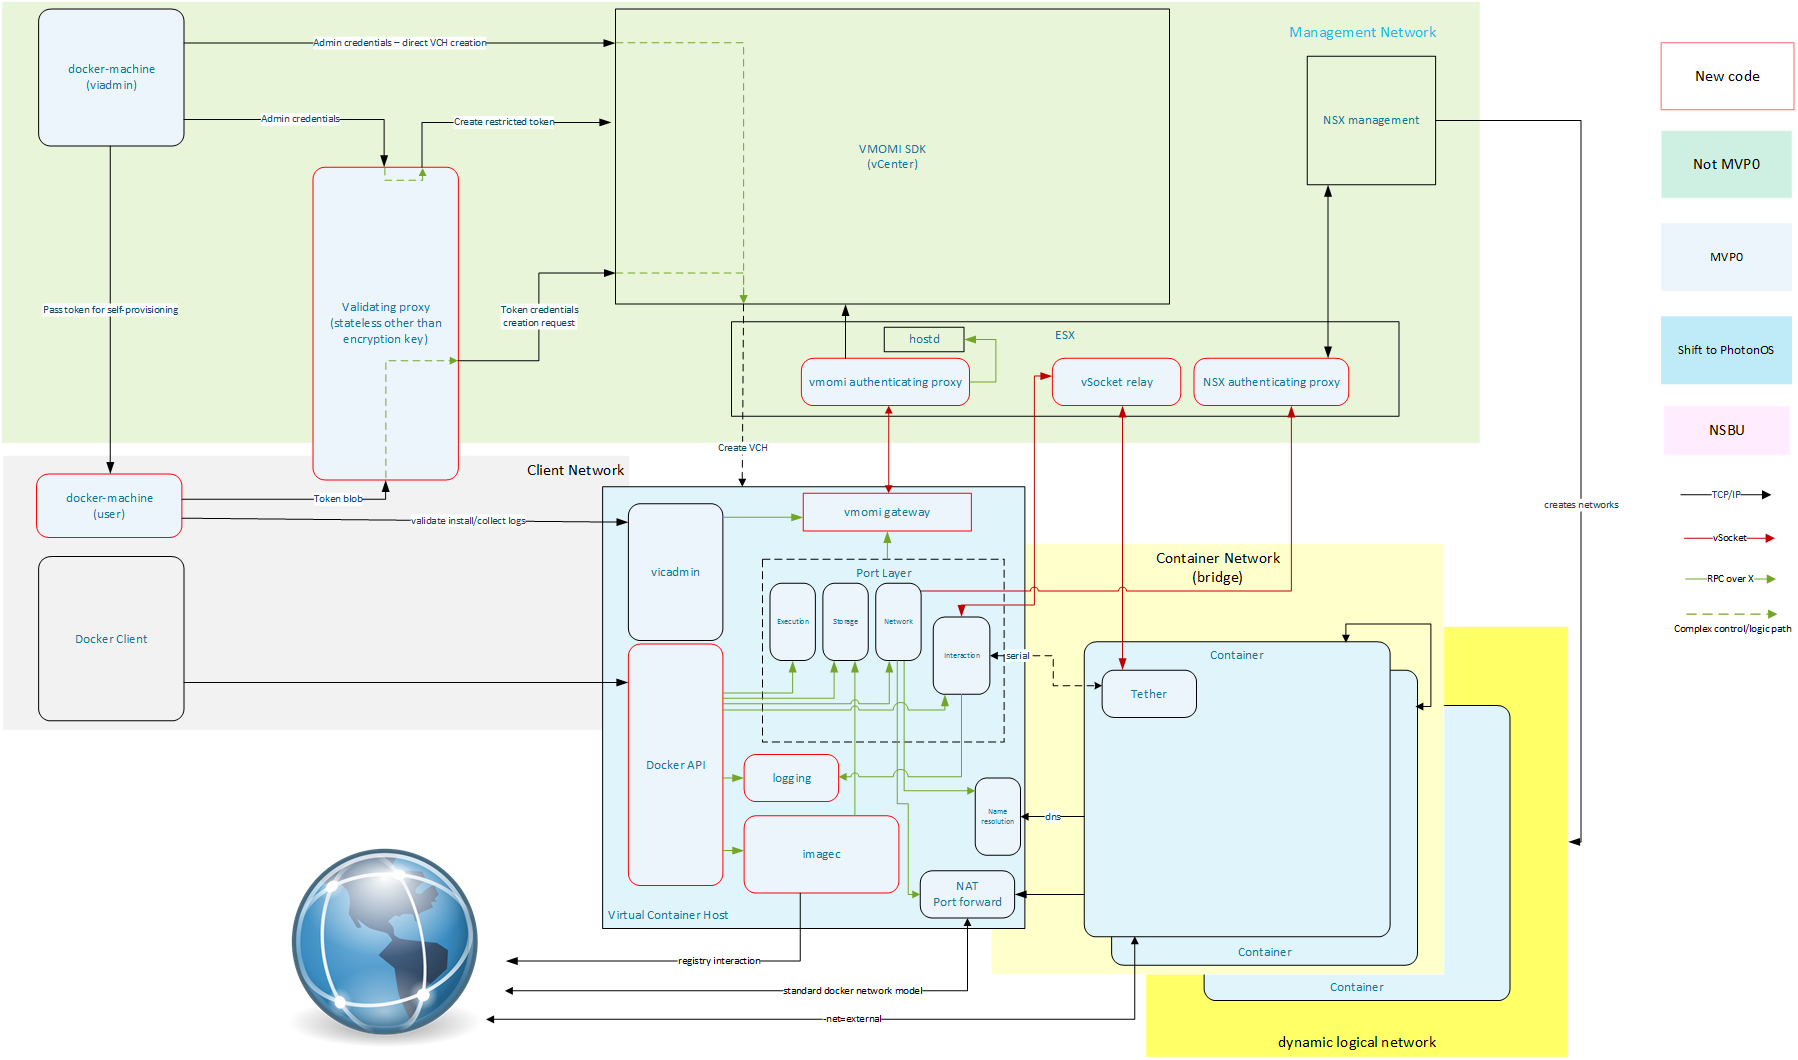 Management Network
docker-machine
(viadmin)
Admin credentials – direct VCH creation
Admin credentials
Create restricted token
VMOMI SDK
(vCenter)
NSX management
New code
Not MVP0
MVP0
Shift to PhotonOS
NSBU
TCP/IP
vSocket
RPC over X
Complex control/logic path
Pass token for self-provisioning
Validating proxy
(stateless other than
encryption key)
Token credentials
creation request
ESX
hostd
vmomi authenticating proxy
vSocket relay
NSX authenticating proxy
Create VCH
creates networks
Client Network
docker-machine
(user)
Token blob
validate install/collect logs
Docker Client
vicadmin
vmomi gateway
Port Layer
Execution
Storage
Network
Interaction
serial
Container Network
(bridge)
Container
Tether
Docker API
logging
imagec
Name
resolution
dns
NAT
Port forward
Virtual Container Host
Container
Container
registry interaction
standard docker network model
-net=external
dynamic logical network